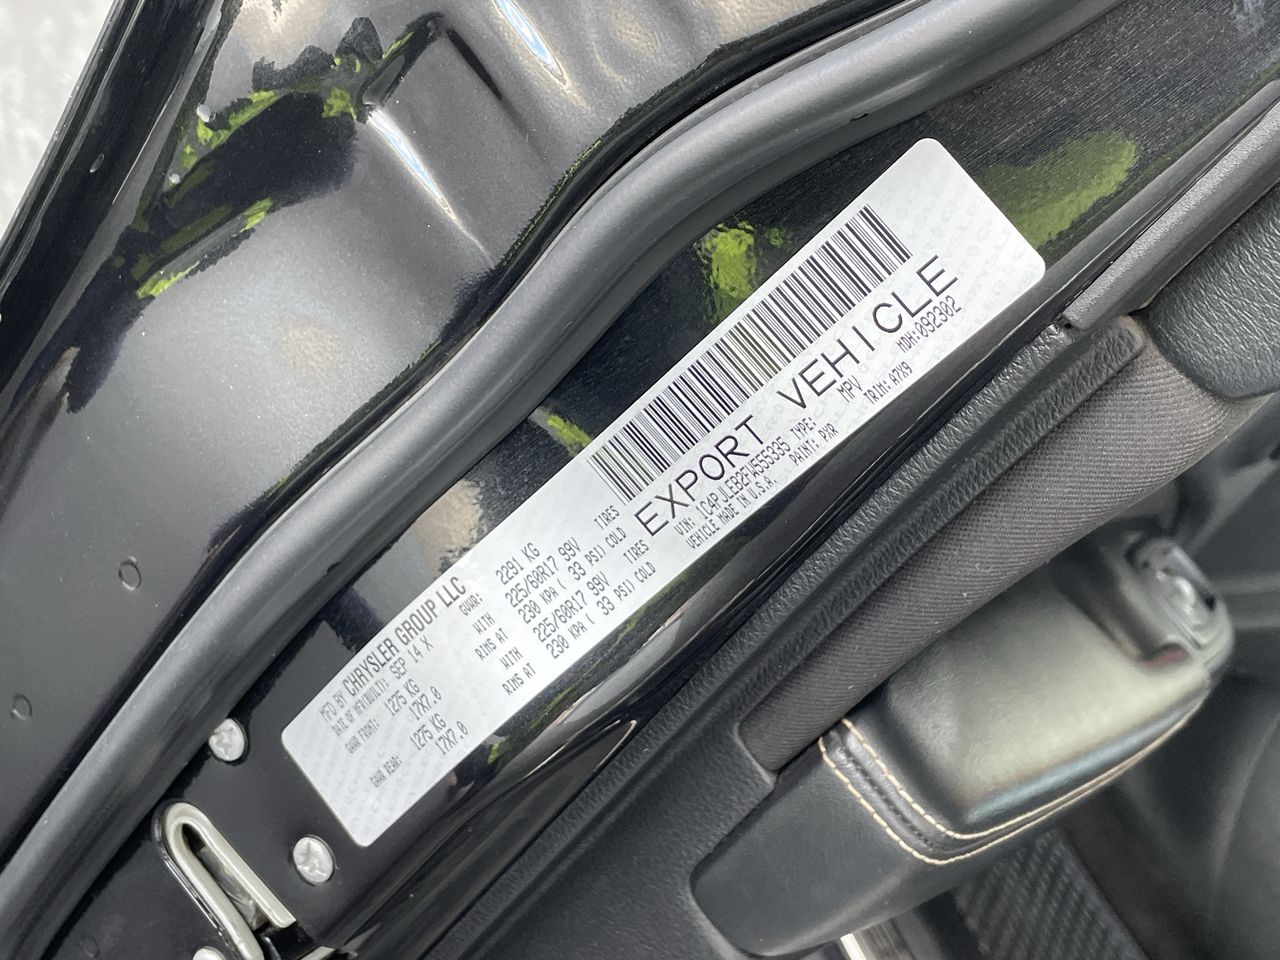 MFD BY CHRYSLER GROUP LLC
DATE OF MFR(BUILT): SEP 14 X GVWR: 2291 KG
GAWR FRONT: 1275 KG WITH 225/60R17 99V TIRES
17X7.0 RIMS AT 230 KPA ( 33 PSI) COLD
GAWR REAR: 1275 KG WITH 225/60R17 99V TIRES
17X7.0 RIMS AT 230 KPA ( 33 PSI) COLD
EXPORT VEHICLE
VIN: 1C4PJLEB2FW555335 TYPE: MPV MDH:092302
VEHICLE MADE IN U.S.A. PAINT: PXR TRIM: A7X9